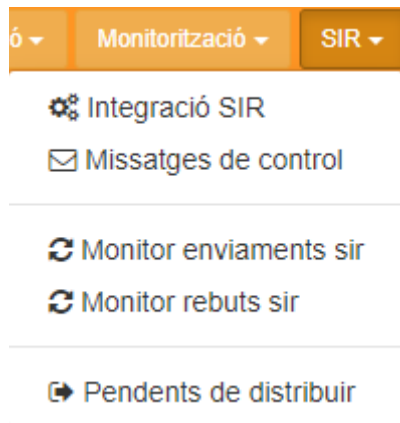 ó Monitorització SIR
Integració SIR
Missatges de control
Monitor enviaments sir
Monitor rebuts sir
Pendents de distribuir